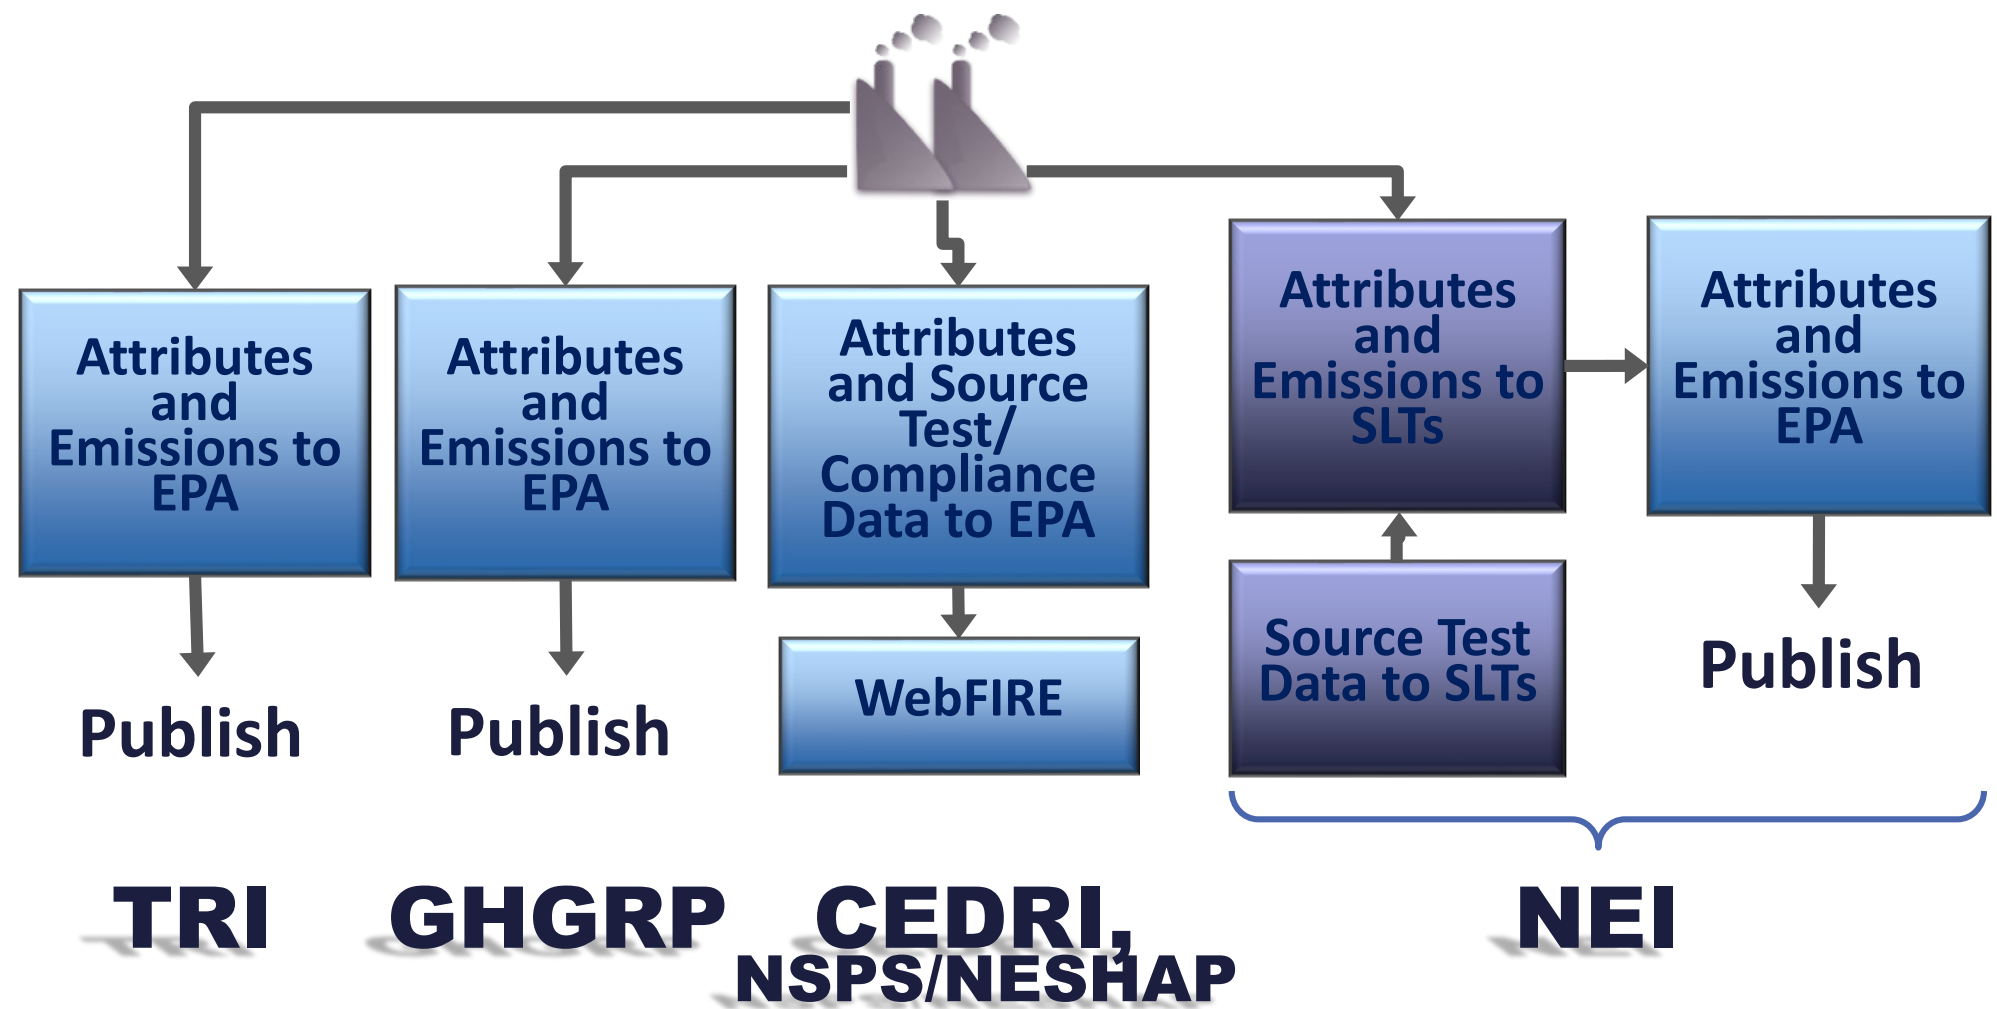 Attributes
and
Emissions to
EPA
Publish
TRI
Attributes
and
Emissions to
EPA
Publish
GHGRP
Attributes
and Source
Test/
Compliance
Data to EPA
WebFIRE
CEDRI,
NSPS/NESHAP
Attributes
and
Emissions to
SLTs
Source Test
Data to SLTs
Attributes
and
Emissions to
EPA
Publish
NEI